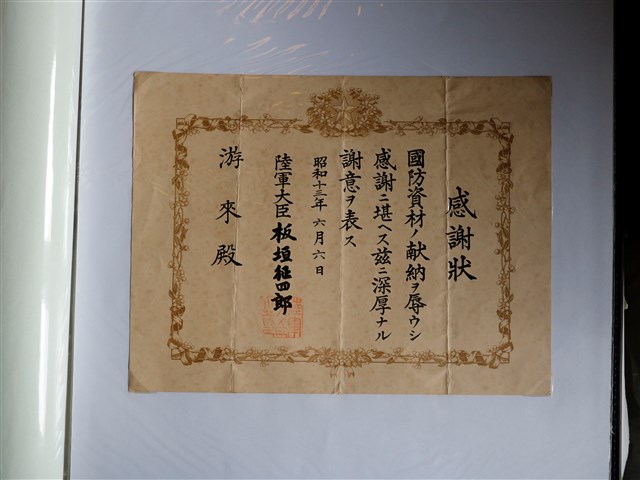 感謝狀
國防資材ノ献納ヲ辱ウシ
感謝ニ堪ヘス茲ニ深厚ナル
謝意ヲ表ス
昭和十三年六月六日
陸軍大臣 板垣征四郎
游來殿